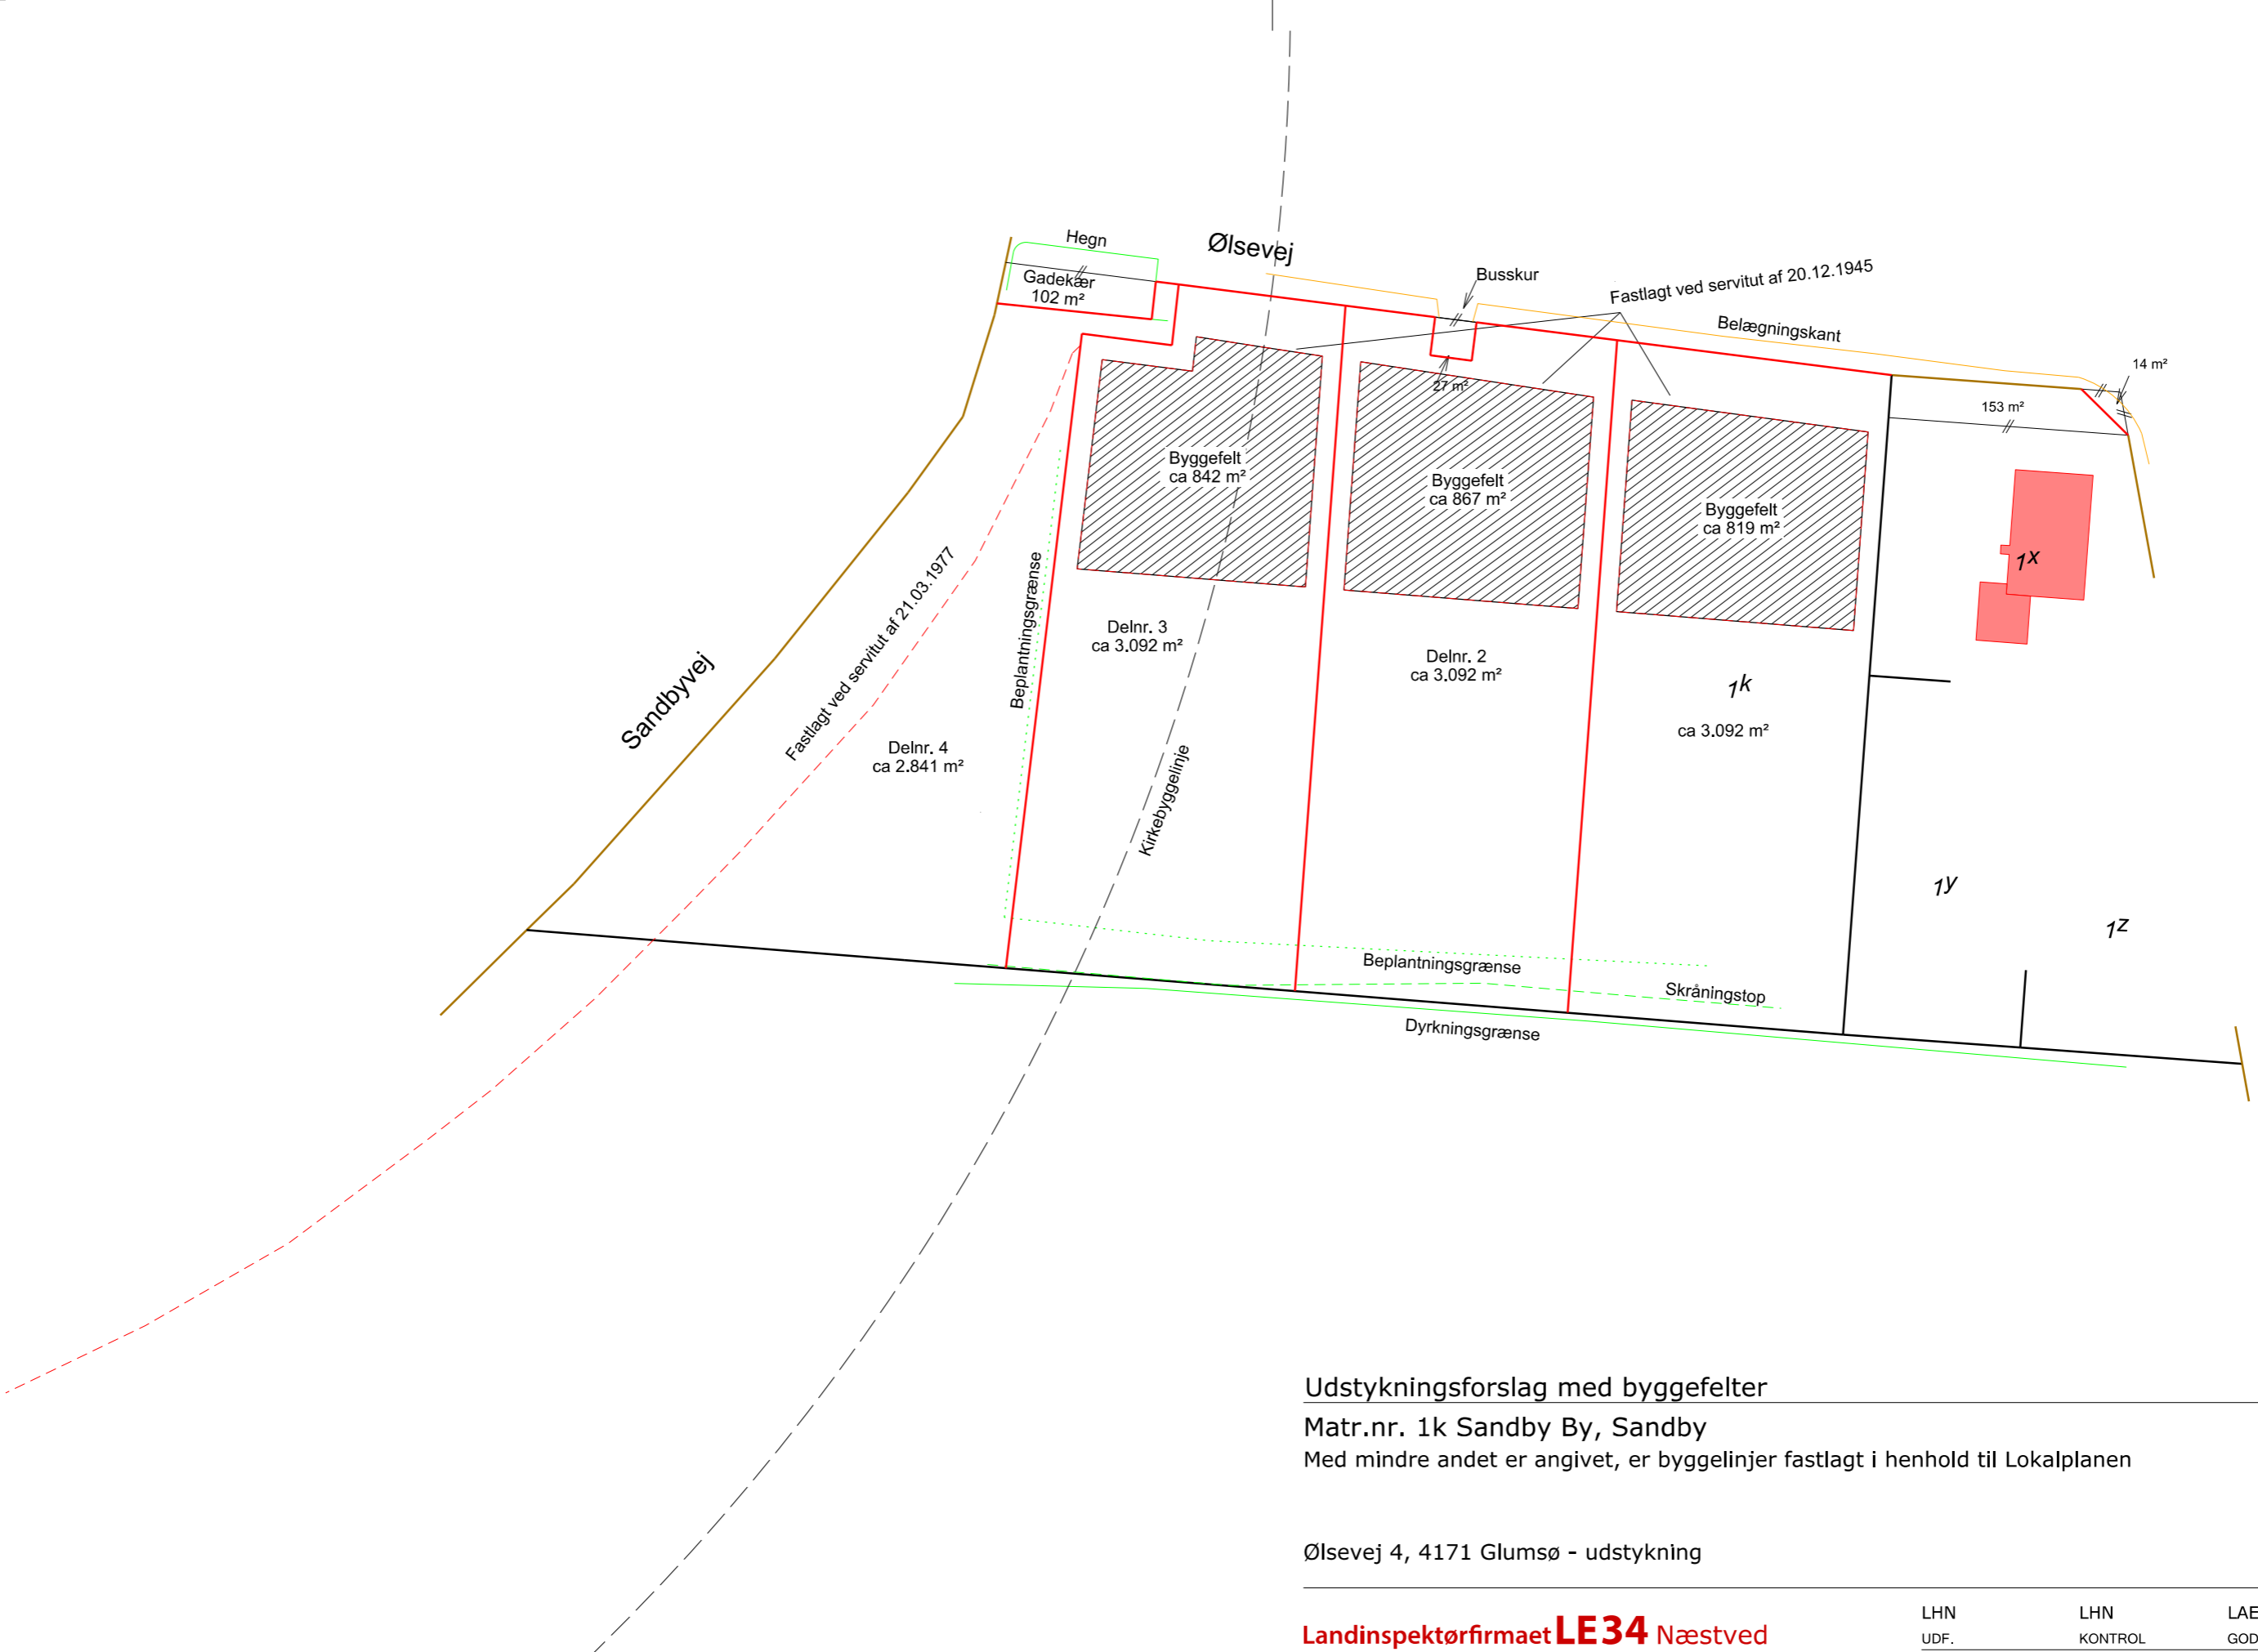 Hegn
Ølsevej
Gadekær
102 m²
Busskur
Fastlagt ved servitut af 20.12.1945
Belægningskant
14 m²
27 m²
153 m²
Byggefelt
ca 842 m²
Byggefelt
ca 867 m²
Byggefelt
ca 819 m²
1x
Sandbyvej
Fastlagt ved servitut af 21.03.1977
Beplantningsgrænse
Delnr. 3
ca 3.092 m²
Delnr. 2
ca 3.092 m²
1k
ca 3.092 m²
Delnr. 4
ca 2.841 m²
Kirkebyggelinje
1y
1z
Beplantningsgrænse
Skråningstop
Dyrkningsgrænse
Udstykningsforslag med byggefelter
Matr.nr. 1k Sandby By, Sandby
Med mindre andet er angivet, er byggelinjer fastlagt i henhold til Lokalplanen
Ølsevej 4, 4171 Glumsø - udstykning
Landinspektørfirmaet LE34 Næstved
LHN LHN LAE
UDF. KONTROL GOD